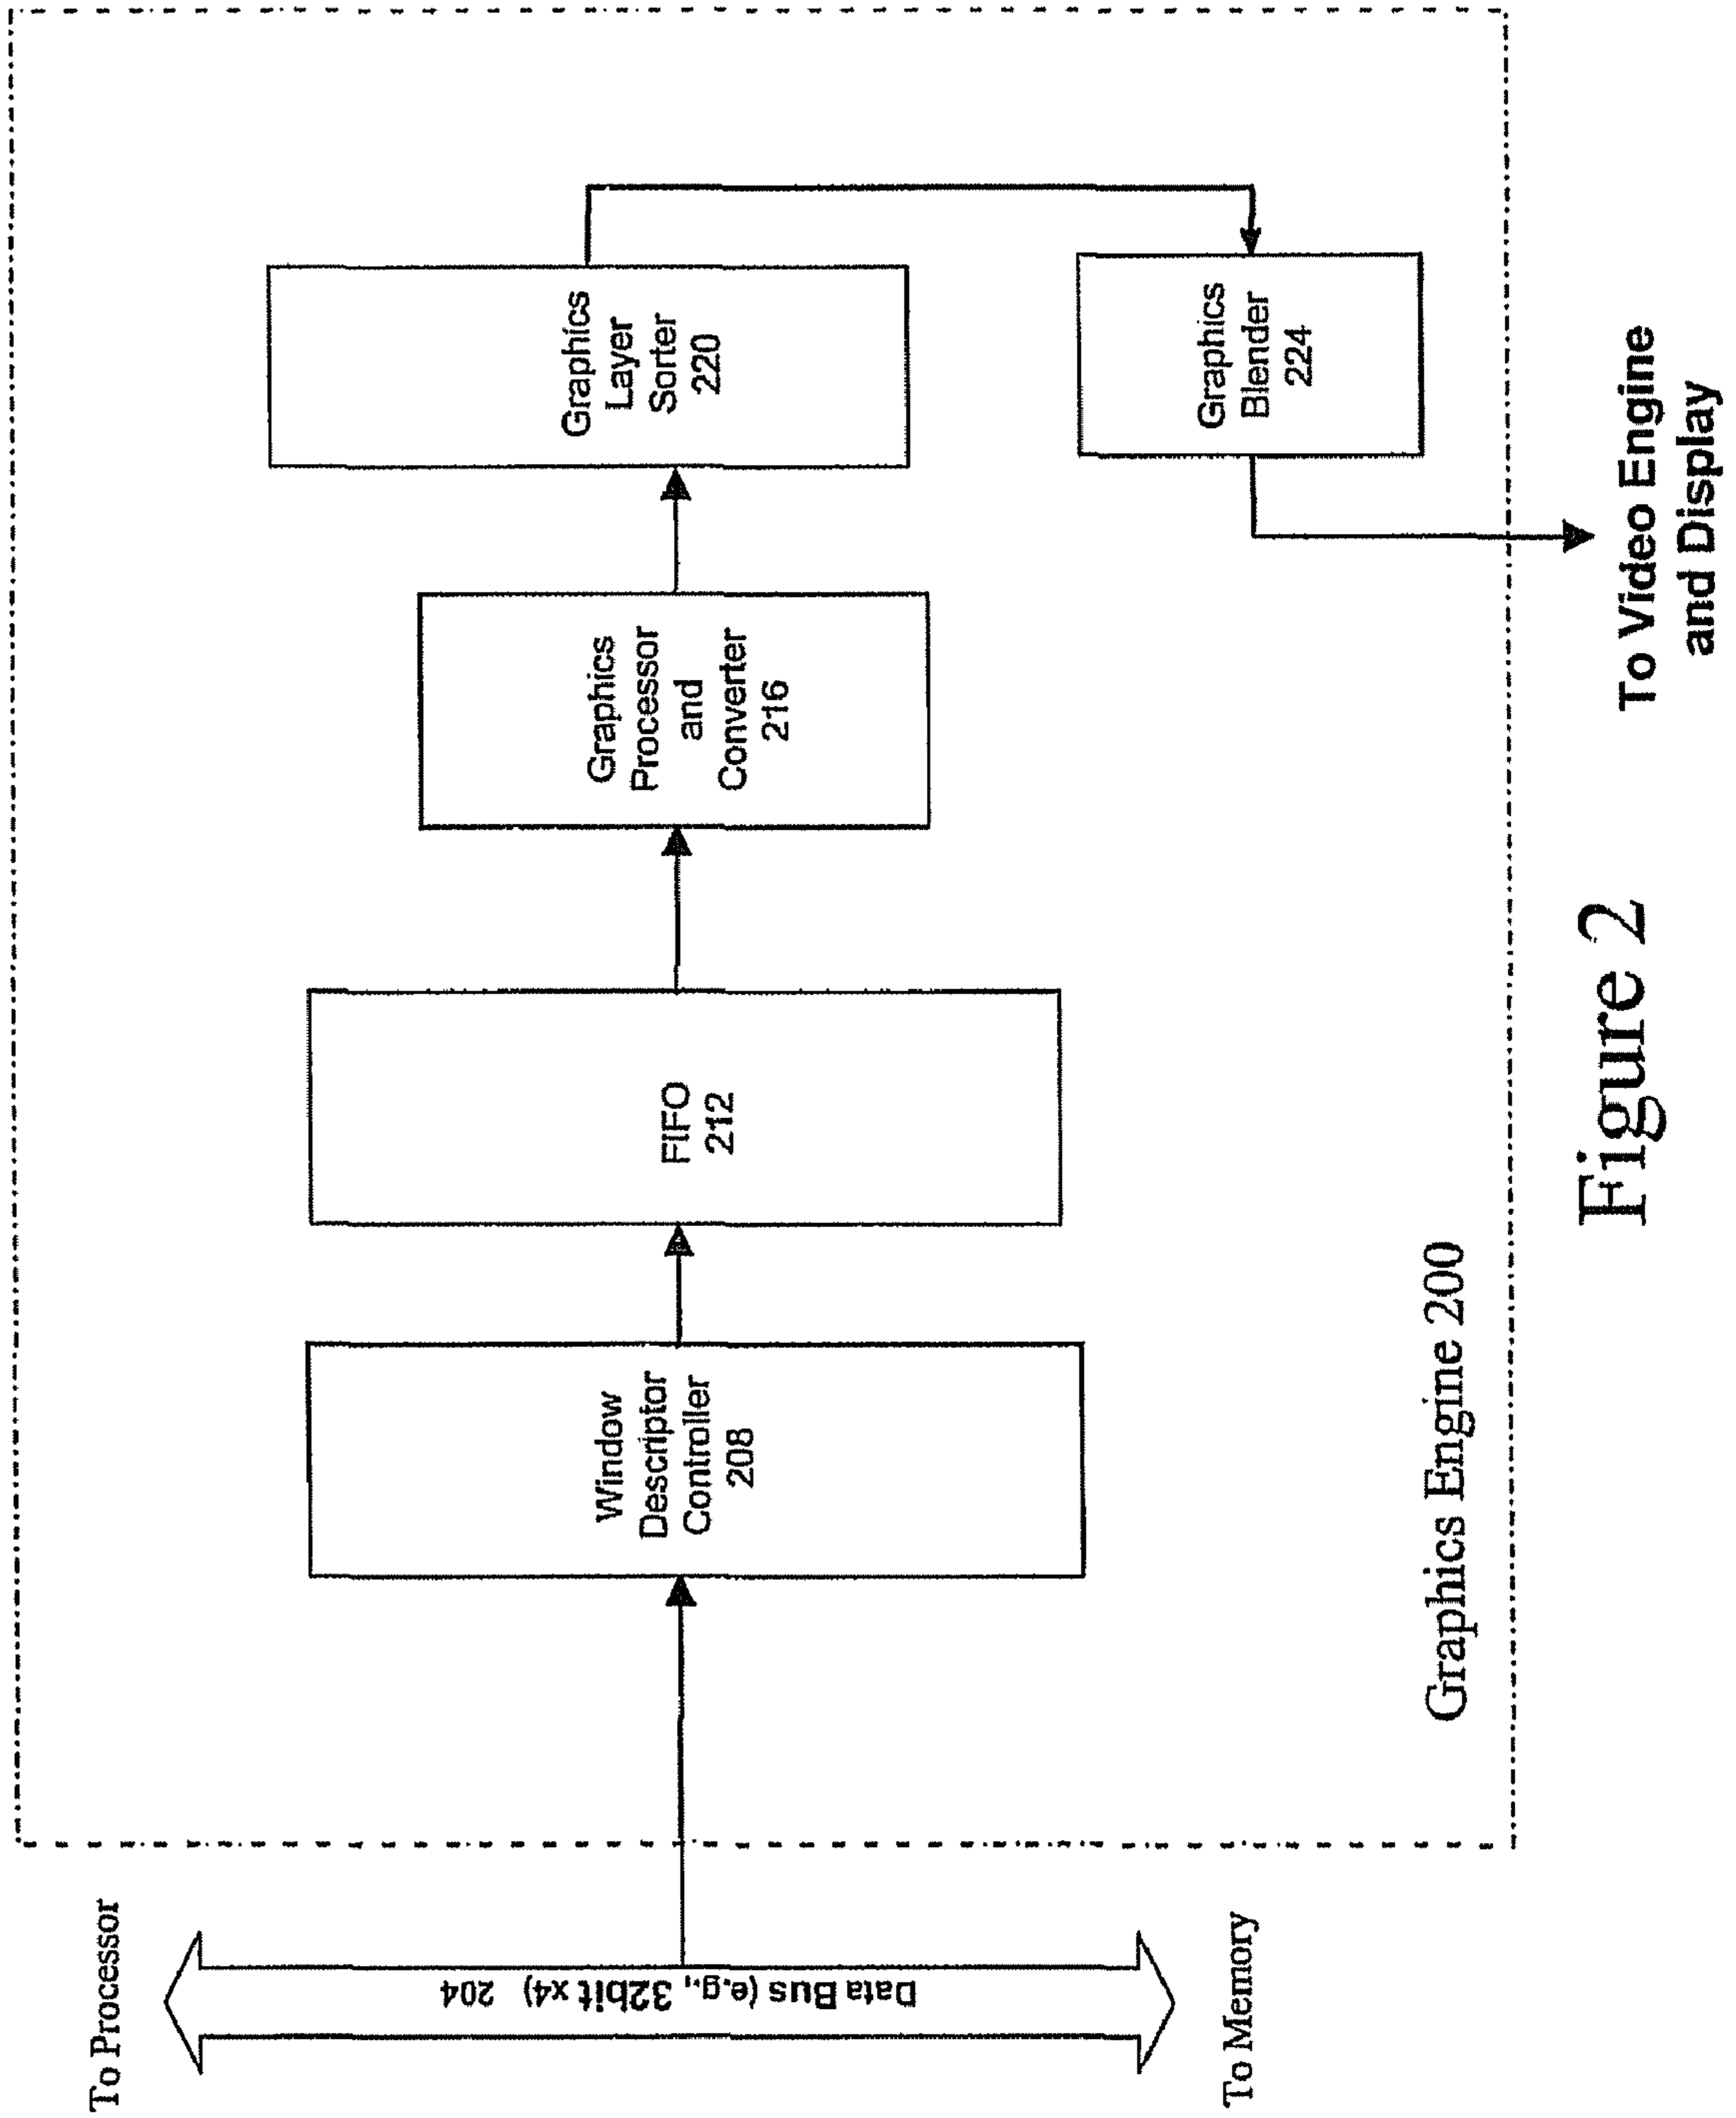 To Processor
Data Bus (e.g., 32bit x4) 204
To Memory
Window
Descriptor
Controller
208
FIFO
212
Graphics
Processor
and
Converter
216
Graphics
Layer
Sorter
220
Graphics
Blender
224
Graphics Engine 200
To Video Engine
and Display
Figure 2